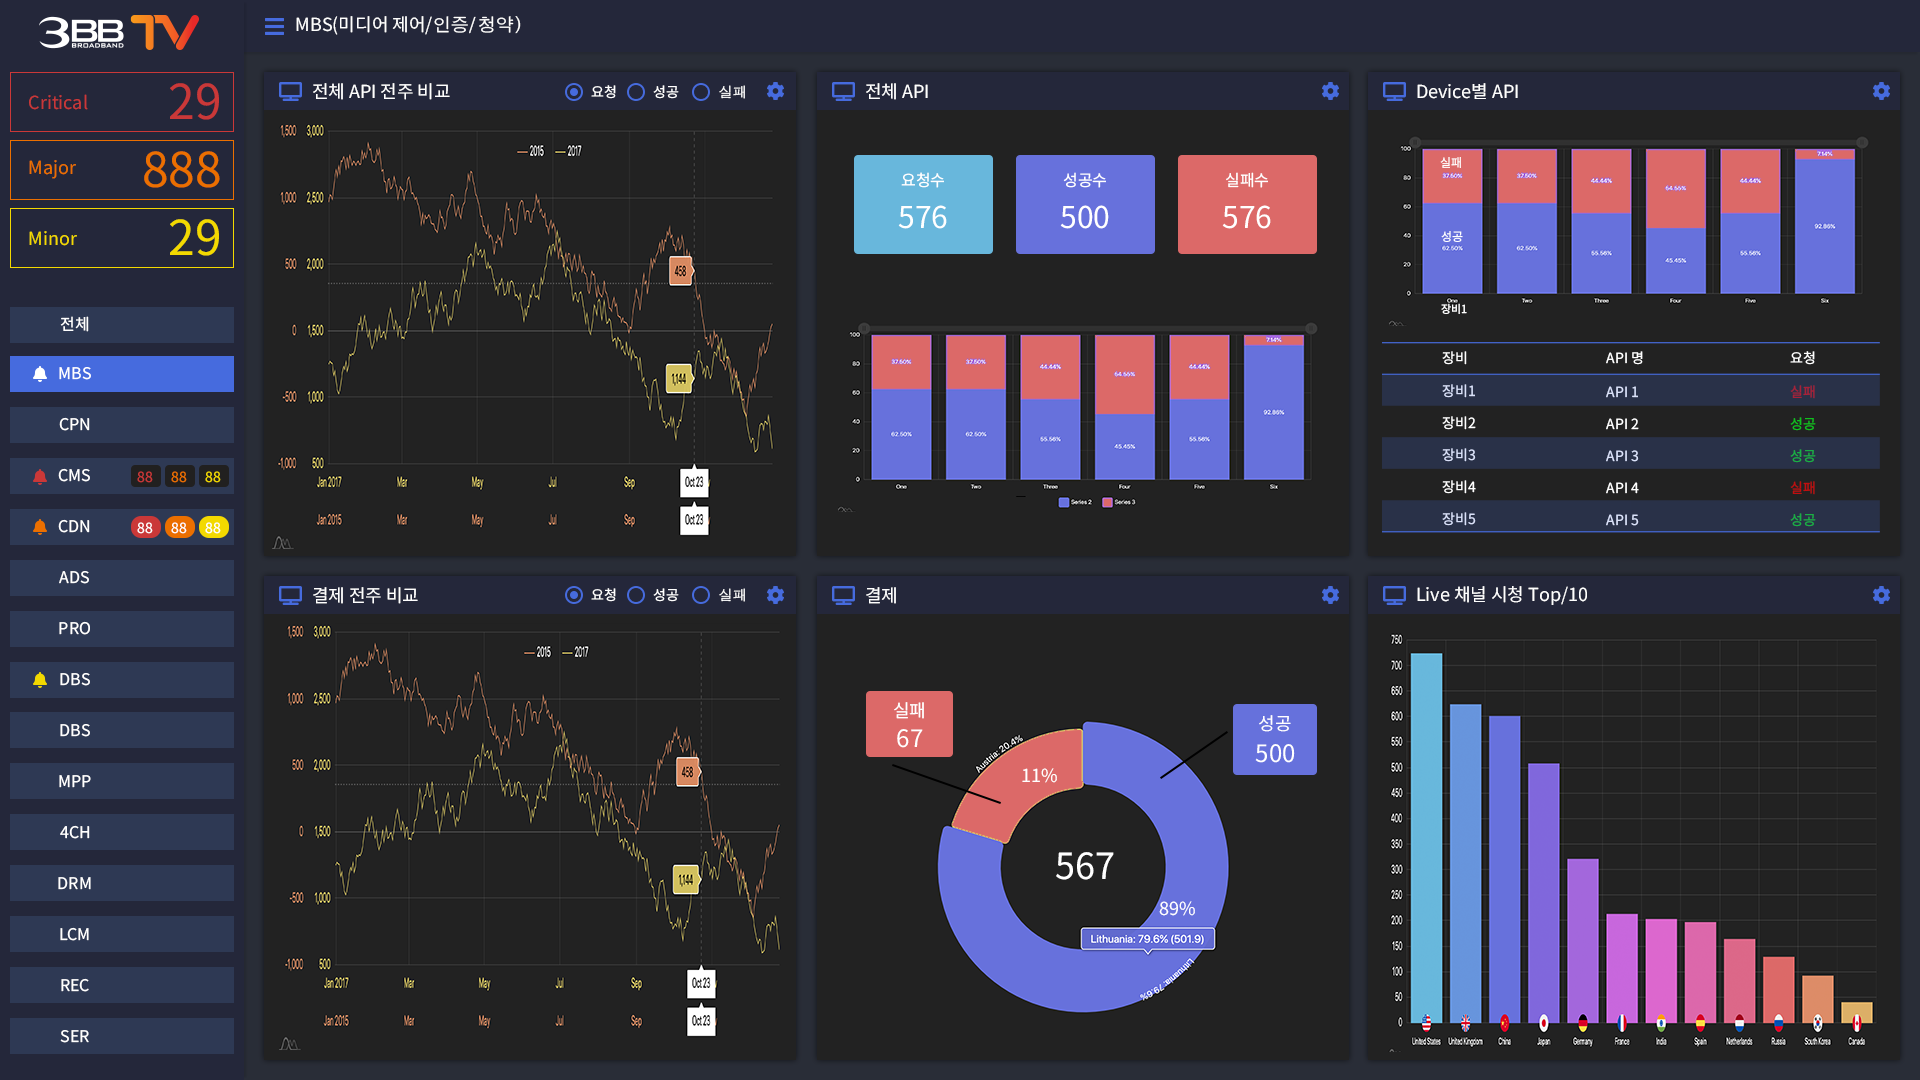 3BB TV
BROADBAND
Critical 29
Major 888
Minor 29
전체
MBS
CPN
CMS 88 88 88
CDN 88 88 88
ADS
PRO
DBS
DBS
MPP
4CH
DRM
LCM
REC
SER
MBS(미디어 제어/인증/청약)
전체 API 전주 비교 요청 성공 실패
1,500 3,000
2015 2017
1,000 2,500
500 2,000
458
0 1,500
1,144
-500 1,000
-1,000 500
Jan 2017 Mar May Jul Sep Oct 23
Jan 2015 Mar May Jul Sep Oct 23
전체 API
요청수 성공수 실패수
576 500 576
100
80
60
40
20
0
37.50% 37.50% 44.44% 54.55% 44.44% 7.14%
62.50% 62.50% 55.56% 45.45% 55.56% 92.86%
One Two Three Four Five Six
Series 2 Series 3
Device별 API
100
80
60
40
20
0
실패
37.50% 37.50% 44.44% 54.55% 44.44% 7.14%
성공
62.50% 62.50% 55.56% 45.45% 55.56% 92.86%
One Two Three Four Five Six
장비1
장비 API 명 요청
장비1 API 1 실패
장비2 API 2 성공
장비3 API 3 성공
장비4 API 4 실패
장비5 API 5 성공
결제 전주 비교 요청 성공 실패
1,500 3,000
2015 2017
1,000 2,500
500 2,000
458
0 1,500
1,144
-500 1,000
-1,000 500
Jan 2017 Mar May Jul Sep Oct 23
Jan 2015 Mar May Jul Sep Oct 23
결제
실패
67
성공
500
Austria: 20.4%
11%
567
89%
Lithuania: 79.6% (501.9)
Lithuania: 79.6%
Live 채널 시청 Top/10
750
700
650
600
550
500
450
400
350
300
250
200
150
100
50
0
United States United Kingdom China Japan Germany France India Spain Netherlands Russia South Korea Canada